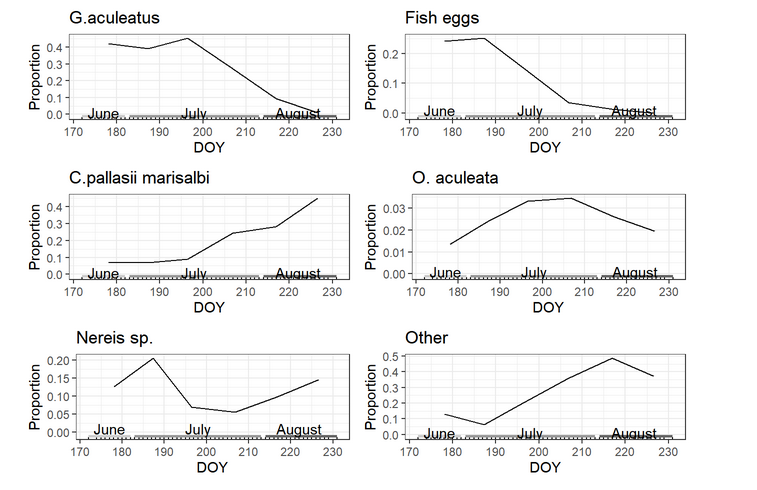 G.aculeatus
Proportion
0.4
0.3
0.2
0.1
0.0
June July August
170 180 190 200 210 220 230
DOY
Fish eggs
Proportion
0.2
0.1
0.0
June July August
170 180 190 200 210 220 230
DOY
C.pallasii marisalbi
Proportion
0.4
0.3
0.2
0.1
0.0
June July August
170 180 190 200 210 220 230
DOY
O. aculeata
Proportion
0.03
0.02
0.01
0.00
June July August
170 180 190 200 210 220 230
DOY
Nereis sp.
Proportion
0.20
0.15
0.10
0.05
0.00
June July August
170 180 190 200 210 220 230
DOY
Other
Proportion
0.5
0.4
0.3
0.2
0.1
0.0
June July August
170 180 190 200 210 220 230
DOY